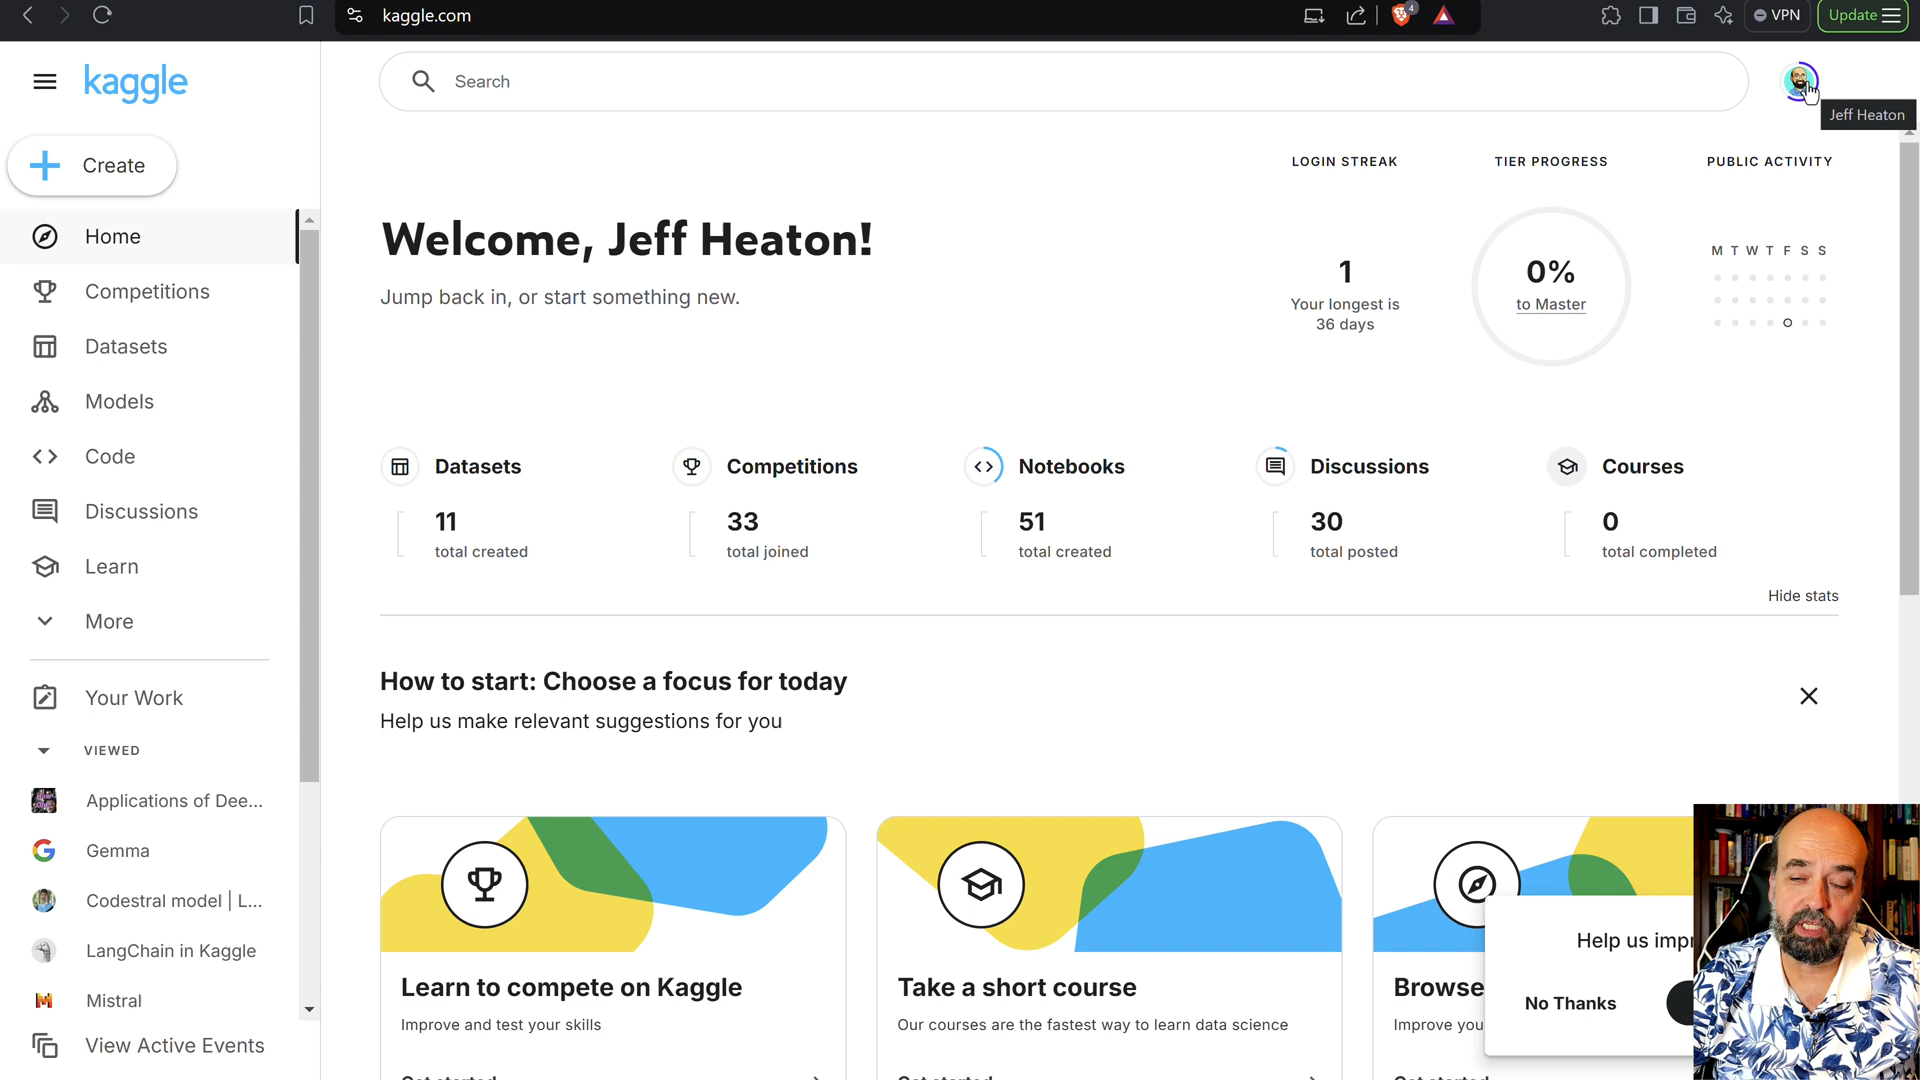 kaggle.com
4
VPN
Update
kaggle
Search
Jeff Heaton
Create
Home
Competitions
Datasets
Models
Code
Discussions
Learn
More
Your Work
VIEWED
Applications of Dee...
Gemma
Codestral model | L...
LangChain in Kaggle
Mistral
View Active Events
LOGIN STREAK
TIER PROGRESS
PUBLIC ACTIVITY
Welcome, Jeff Heaton!
Jump back in, or start something new.
1
Your longest is
36 days
0%
to Master
M T W T F S S
Datasets
11
total created
Competitions
33
total joined
Notebooks
51
total created
Discussions
30
total posted
Courses
0
total completed
Hide stats
How to start: Choose a focus for today
Help us make relevant suggestions for you
Learn to compete on Kaggle
Improve and test your skills
Take a short course
Our courses are the fastest way to learn data science
Browse
Improve you
Help us impr
No Thanks